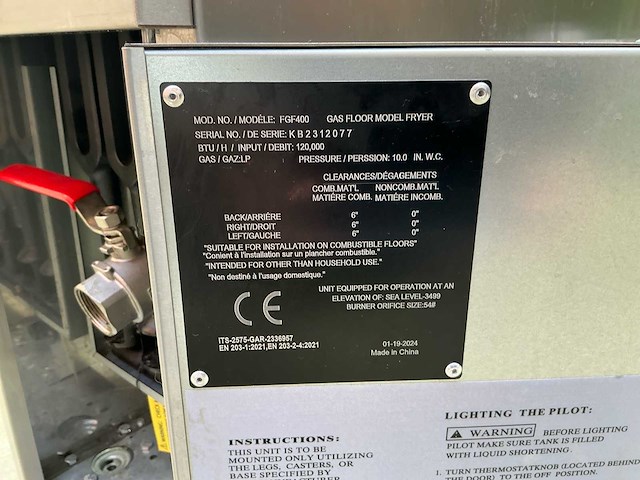 MOD. NO. / MODÈLE: FGF400 GAS FLOOR MODEL FRYER
SERIAL NO. / DE SERIE: KB2312077
BTU / H / INPUT / DEBIT: 120,000
GAS / GAZ:LP PRESSURE / PERSSION: 10.0 IN. W.C.
CLEARANCES/DÉGAGEMENTS
COMB.MAT'L NONCOMB.MAT'L
MATIÈRE COMB. MATIÈRE INCOMB.
BACK/ARRIÈRE 6" 0"
RIGHT/DROIT 6" 0"
LEFT/GAUCHE 6" 0"
"SUITABLE FOR INSTALLATION ON COMBUSTIBLE FLOORS"
"Conient à l'installation sur un plancher combustible."
"INTENDED FOR OTHER THAN HOUSEHOLD USE."
"Non destiné à l'usage domestique."
UNIT EQUIPPED FOR OPERATION AT AN
ELEVATION OF: SEA LEVEL-3499
BURNER ORIFICE SIZE:54#
CE
ITS-2575-GAR-2336957
EN 203-1:2021,EN 203-2-4:2021
01-19-2024
Made in China
LIGHTING THE PILOT:
WARNING BEFORE LIGHTING
PILOT MAKE SURE TANK IS FILLED
WITH LIQUID SHORTENING.
1. TURN THERMOSTATKNOB (LOCATED BEHIND
THE DOOR) TO THE OFF POSITION.
INSTRUCTIONS:
THIS UNIT IS TO BE
MOUNTED ONLY UTILIZING
THE LEGS, CASTERS, OR
BASE SPECIFIED BY
WARNING